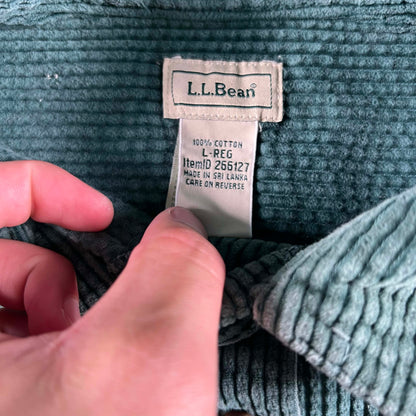 L.L.Bean®
100% COTTON
L-REG
ItemID 266127
MADE IN SRI LANKA
CARE ON REVERSE